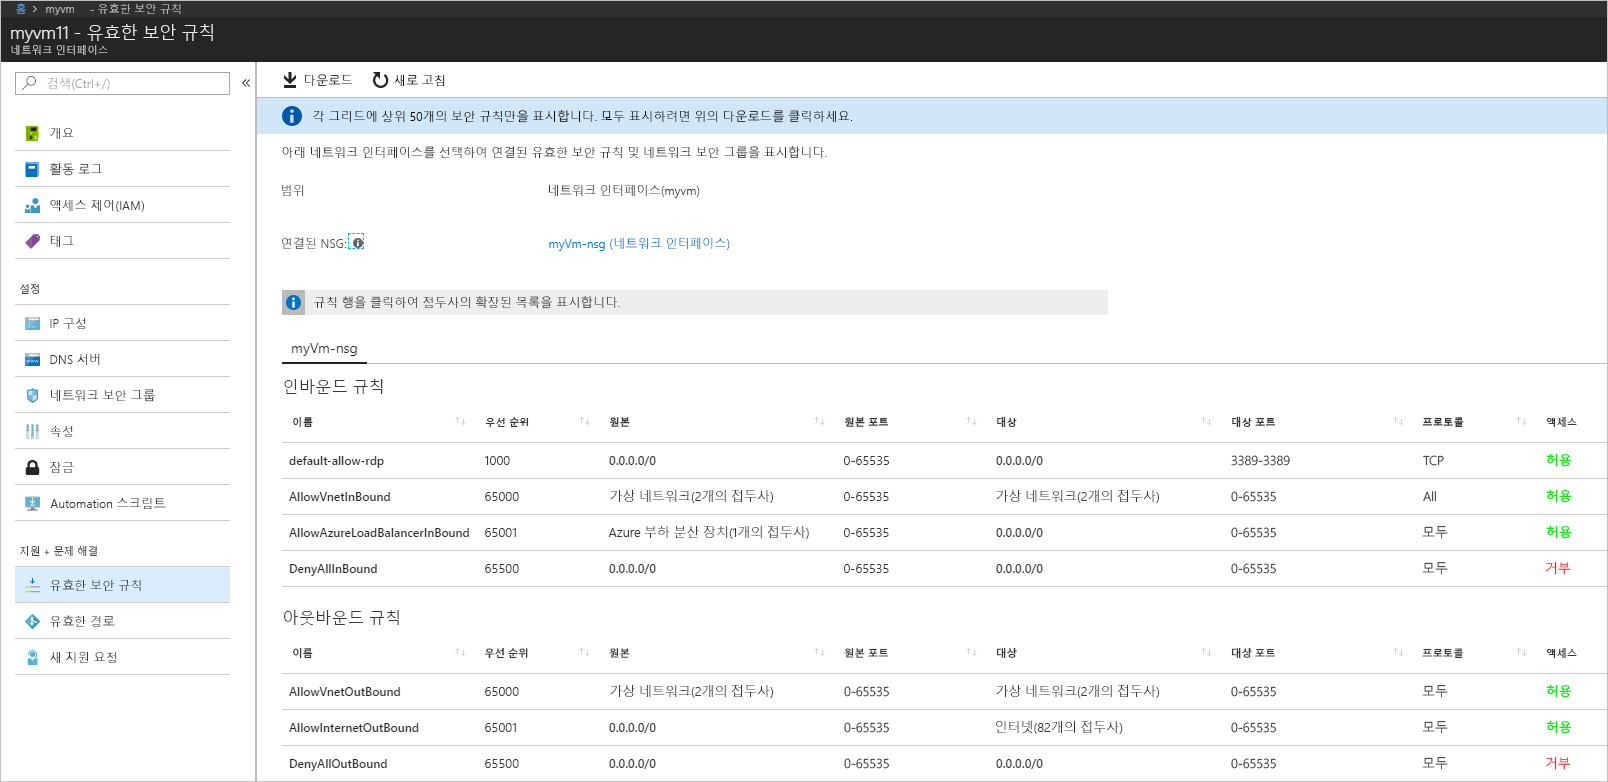 홈 > myvm - 유효한 보안 규칙
myvm11 - 유효한 보안 규칙
네트워크 인터페이스
검색(Ctrl+/)
«
개요
활동 로그
액세스 제어(IAM)
태그
설정
IP 구성
DNS 서버
네트워크 보안 그룹
속성
잠금
Automation 스크립트
지원 + 문제 해결
유효한 보안 규칙
유효한 경로
새 지원 요청
다운로드 새로 고침
각 그리드에 상위 50개의 보안 규칙만을 표시합니다. 모두 표시하려면 위의 다운로드를 클릭하세요.
아래 네트워크 인터페이스를 선택하여 연결된 유효한 보안 규칙 및 네트워크 보안 그룹을 표시합니다.
범위 네트워크 인터페이스(myvm)
연결된 NSG: myVm-nsg (네트워크 인터페이스)
규칙 행을 클릭하여 접두사의 확장된 목록을 표시합니다.
myVm-nsg
인바운드 규칙
이름 우선 순위 원본 원본 포트 대상 대상 포트 프로토콜 액세스
default-allow-rdp 1000 0.0.0.0/0 0-65535 0.0.0.0/0 3389-3389 TCP 허용
AllowVnetInBound 65000 가상 네트워크(2개의 접두사) 0-65535 가상 네트워크(2개의 접두사) 0-65535 All 허용
AllowAzureLoadBalancerInBound 65001 Azure 부하 분산 장치(1개의 접두사) 0-65535 0.0.0.0/0 0-65535 모두 허용
DenyAllInBound 65500 0.0.0.0/0 0-65535 0.0.0.0/0 0-65535 모두 거부
아웃바운드 규칙
이름 우선 순위 원본 원본 포트 대상 대상 포트 프로토콜 액세스
AllowVnetOutBound 65000 가상 네트워크(2개의 접두사) 0-65535 가상 네트워크(2개의 접두사) 0-65535 모두 허용
AllowInternetOutBound 65001 0.0.0.0/0 0-65535 인터넷(82개의 접두사) 0-65535 모두 허용
DenyAllOutBound 65500 0.0.0.0/0 0-65535 0.0.0.0/0 0-65535 모두 거부